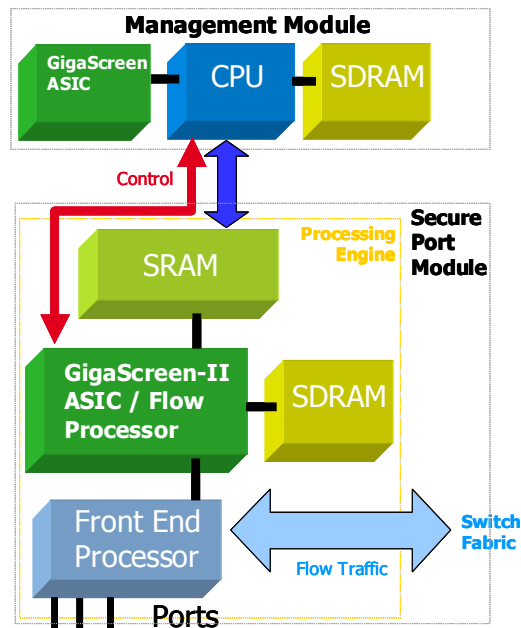 Management Module
GigaScreen
ASIC
CPU
SDRAM
Control
Secure
Port
Module
Processing
Engine
SRAM
GigaScreen-II
ASIC / Flow
Processor
SDRAM
Front End
Processor
Switch
Fabric
Flow Traffic
Ports